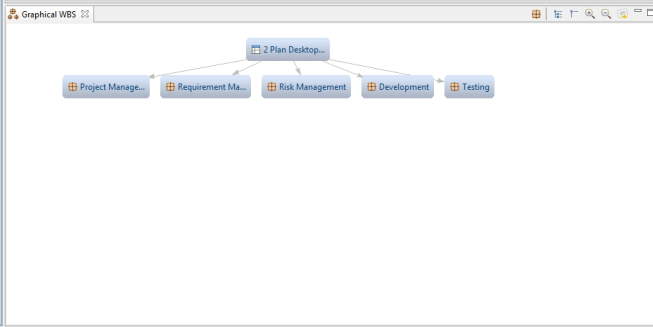 Graphical WBS
2 Plan Desktop...
Project Manage... Requirement Ma... Risk Management Development Testing